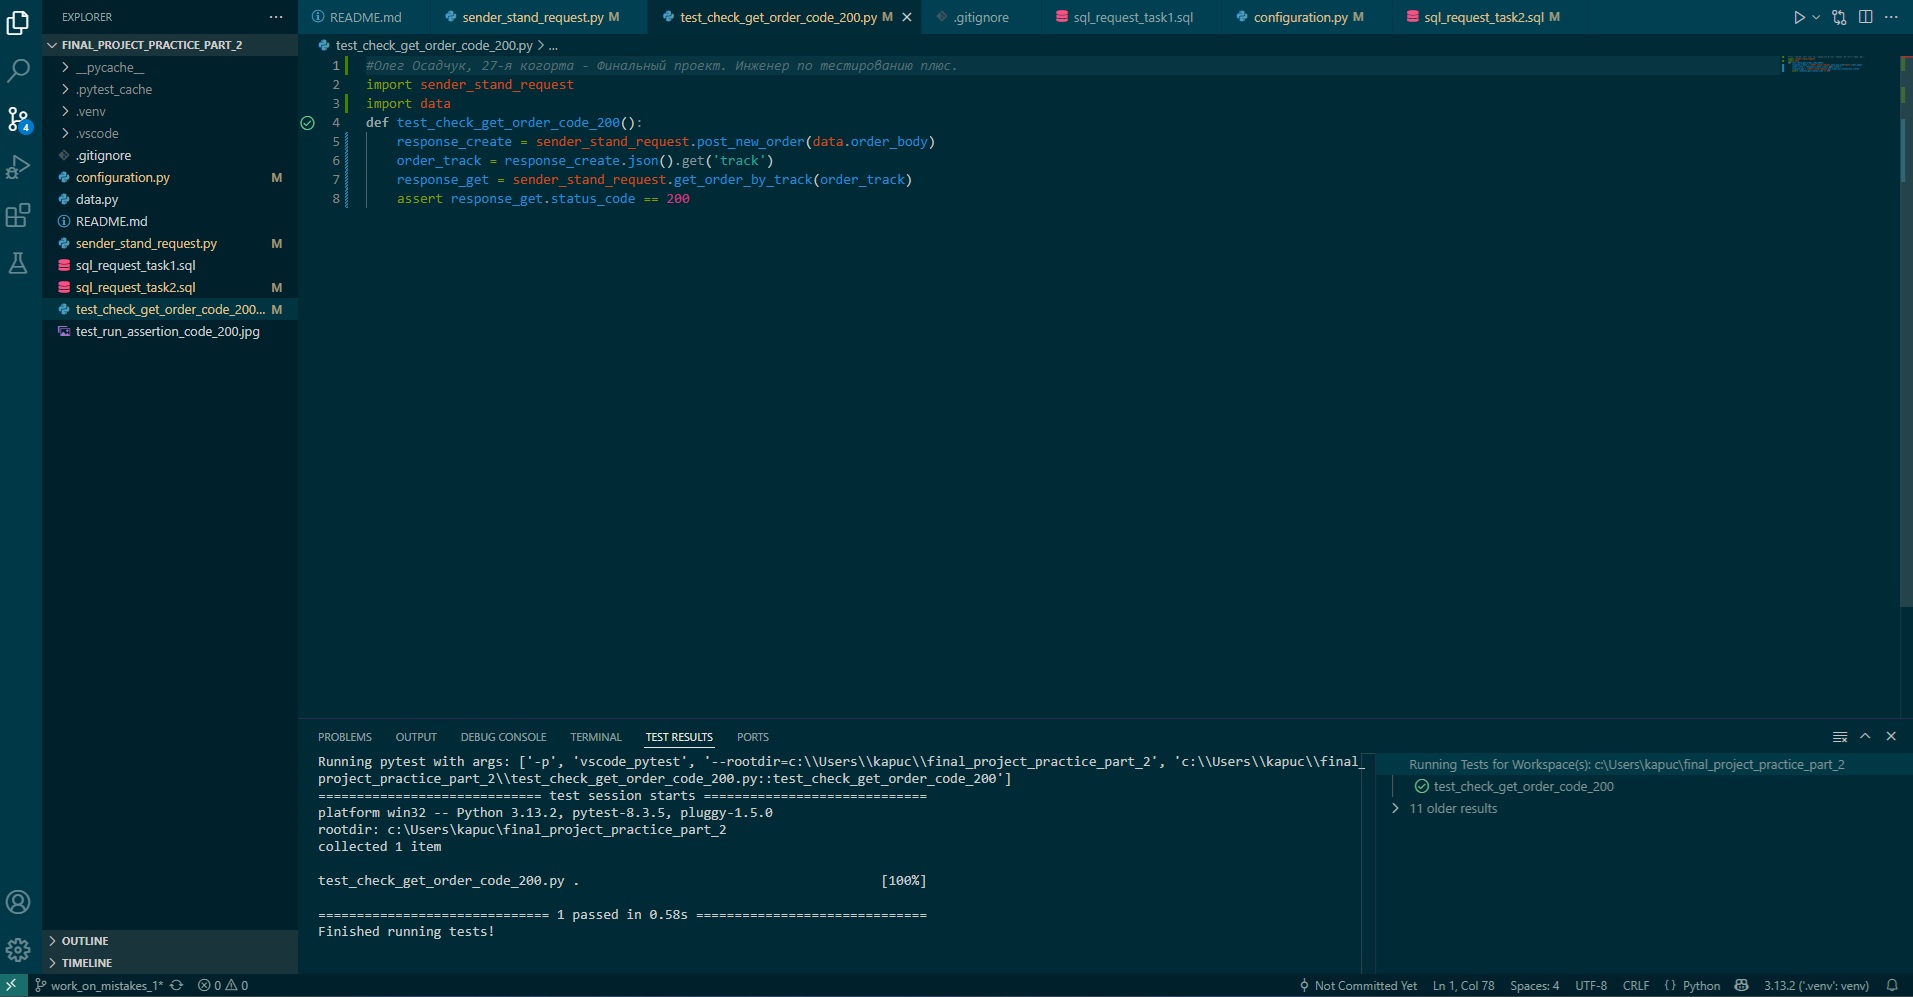 EXPLORER
FINAL_PROJECT_PRACTICE_PART_2
__pycache__
.pytest_cache
.venv
.vscode
.gitignore
configuration.py M
data.py
README.md
sender_stand_request.py M
sql_request_task1.sql
sql_request_task2.sql M
test_check_get_order_code_200... M
test_run_assertion_code_200.jpg
OUTLINE
TIMELINE
4
README.md sender_stand_request.py M test_check_get_order_code_200.py M .gitignore sql_request_task1.sql configuration.py M sql_request_task2.sql M
test_check_get_order_code_200.py > ...
1 #Олег Осадчук, 27-я когорта - Финальный проект. Инженер по тестированию плюс.
2 import sender_stand_request
3 import data
4 def test_check_get_order_code_200():
5 response_create = sender_stand_request.post_new_order(data.order_body)
6 order_track = response_create.json().get('track')
7 response_get = sender_stand_request.get_order_by_track(order_track)
8 assert response_get.status_code == 200
PROBLEMS OUTPUT DEBUG CONSOLE TERMINAL TEST RESULTS PORTS
Running pytest with args: ['-p', 'vscode_pytest', '--rootdir=c:\\Users\\kapuc\\final_project_practice_part_2', 'c:\\Users\\kapuc\\final_
project_practice_part_2\\test_check_get_order_code_200.py::test_check_get_order_code_200']
============================= test session starts =============================
platform win32 -- Python 3.13.2, pytest-8.3.5, pluggy-1.5.0
rootdir: c:\Users\kapuc\final_project_practice_part_2
collected 1 item
test_check_get_order_code_200.py . [100%]
============================== 1 passed in 0.58s ==============================
Finished running tests!
Running Tests for Workspace(s): c:\Users\kapuc\final_project_practice_part_2
test_check_get_order_code_200
11 older results
work_on_mistakes_1* 0 0 Not Committed Yet Ln 1, Col 78 Spaces: 4 UTF-8 CRLF {} Python 3.13.2 ('.venv': venv)